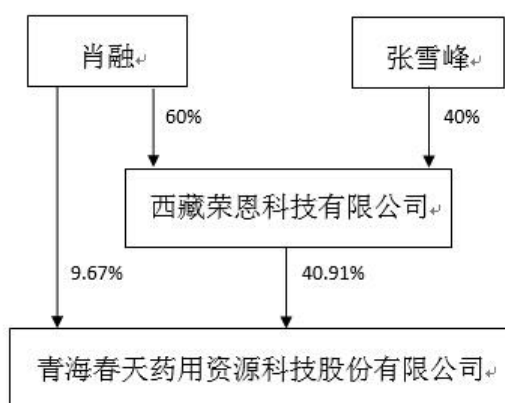 肖融
张雪峰
60%
40%
西藏荣恩科技有限公司
9.67%
40.91%
青海春天药用资源科技股份有限公司